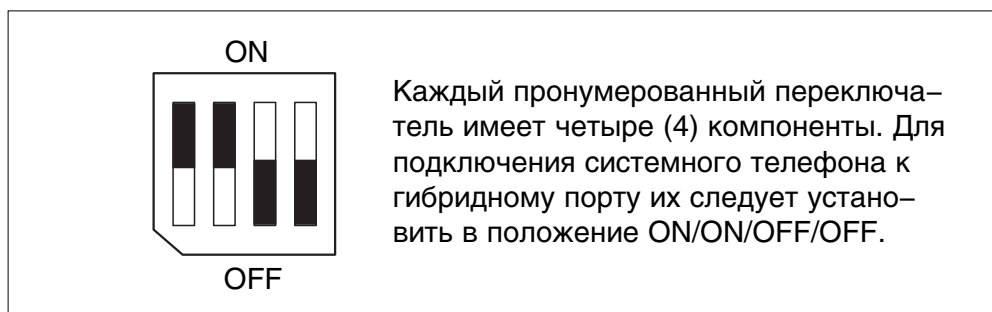 ON
Каждый пронумерованный переключа–
тель имеет четыре (4) компоненты. Для
подключения системного телефона к
гибридному порту их следует устано–
вить в положение ON/ON/OFF/OFF.
OFF